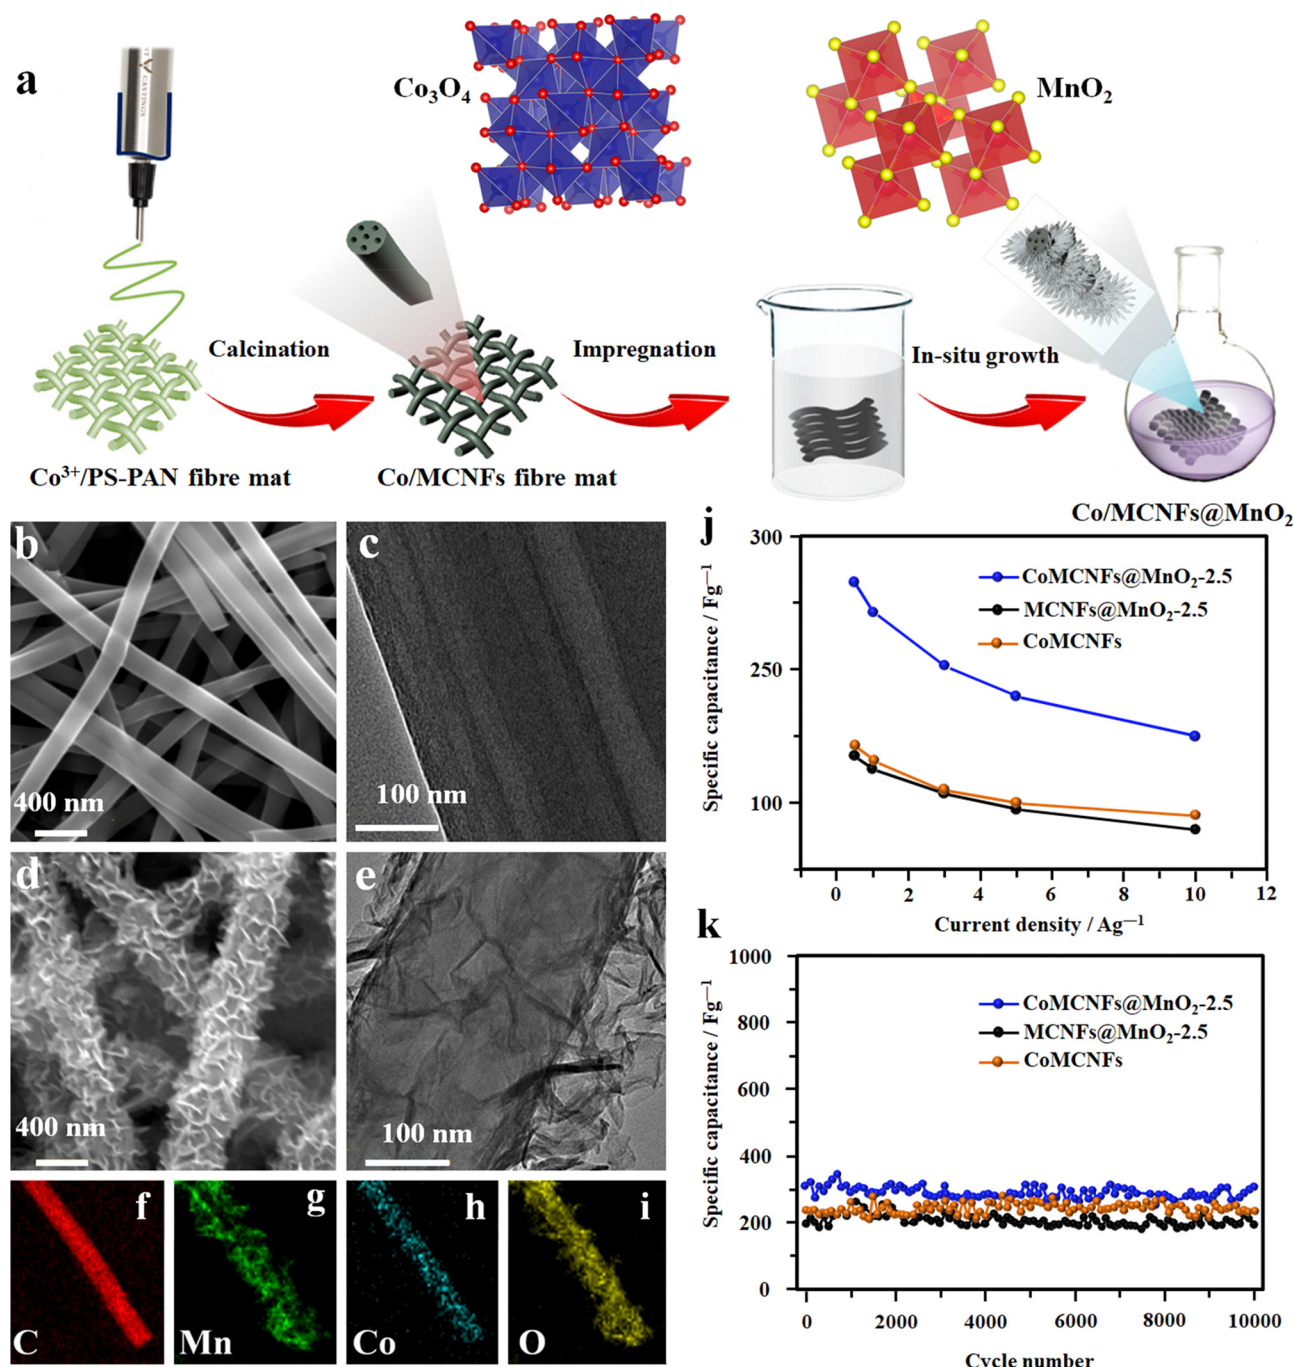 a
CASTINGS
Co₃O₄
MnO₂
Calcination
Impregnation
In-situ growth
Co³⁺/PS-PAN fibre mat
Co/MCNFs fibre mat
Co/MCNFs@MnO₂
b
400 nm
c
100 nm
d
400 nm
e
100 nm
f
C
g
Mn
h
Co
i
O
j
300
250
100
Specific capacitance / Fg⁻¹
CoMCNFs@MnO₂-2.5
MCNFs@MnO₂-2.5
CoMCNFs
0 2 4 6 8 10 12
Current density / Ag⁻¹
k
1000
800
600
400
200
0
Specific capacitance / Fg⁻¹
CoMCNFs@MnO₂-2.5
MCNFs@MnO₂-2.5
CoMCNFs
0 2000 4000 6000 8000 10000
Cycle number